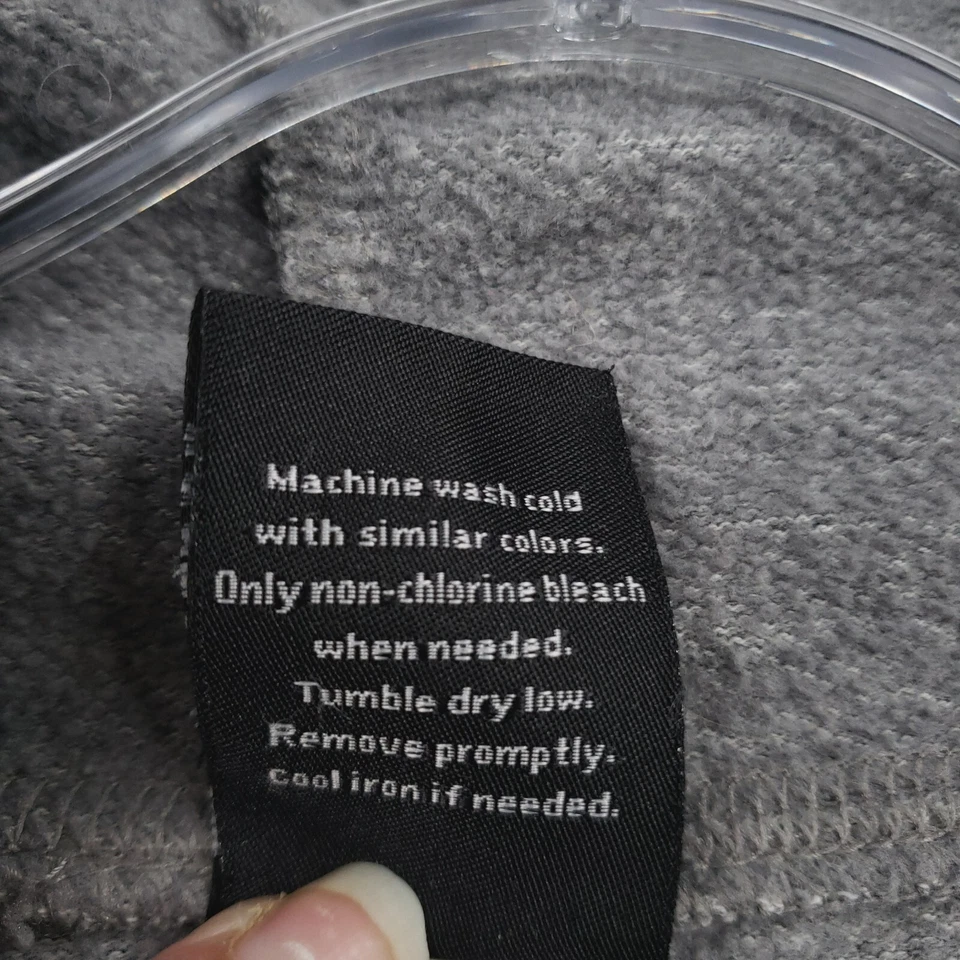 Machine wash cold
with similar colors.
Only non-chlorine bleach
when needed.
Tumble dry low.
Remove promptly.
Cool iron if needed.